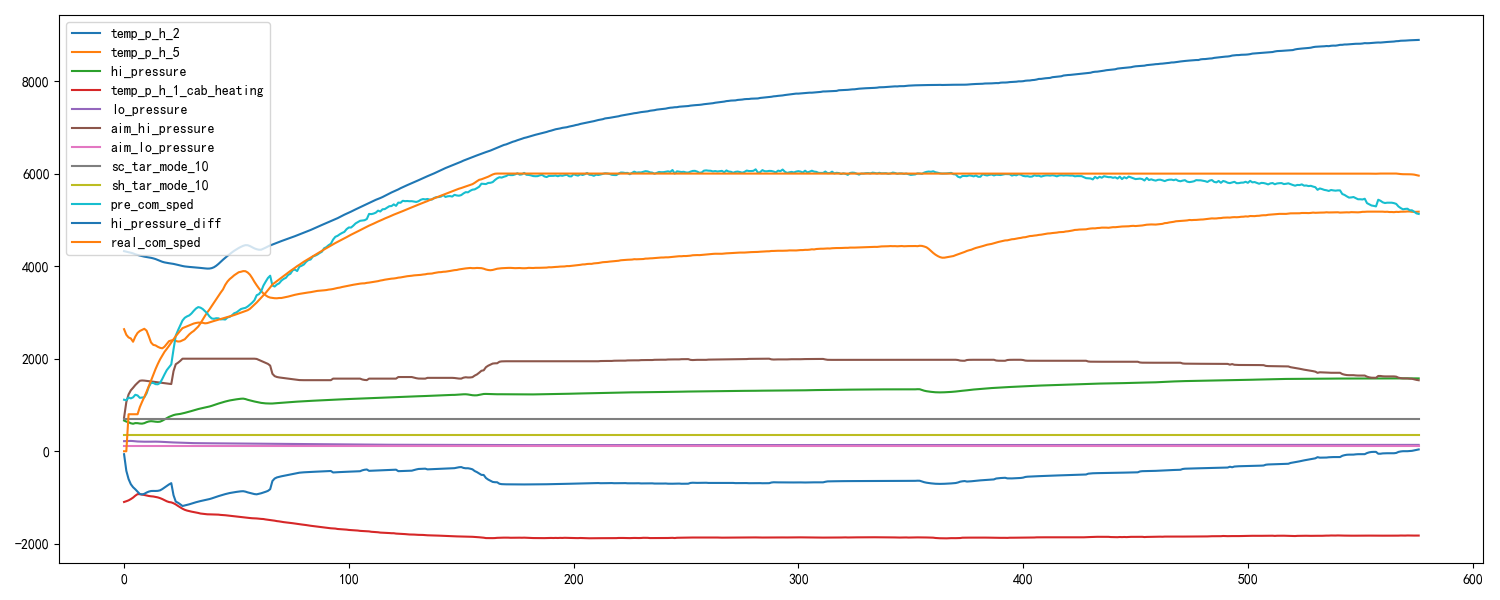 temp_p_h_2
temp_p_h_5
hi_pressure
temp_p_h_1_cab_heating
lo_pressure
aim_hi_pressure
aim_lo_pressure
sc_tar_mode_10
sh_tar_mode_10
pre_com_sped
hi_pressure_diff
real_com_sped
8000
6000
4000
2000
0
−2000
0 100 200 300 400 500 600